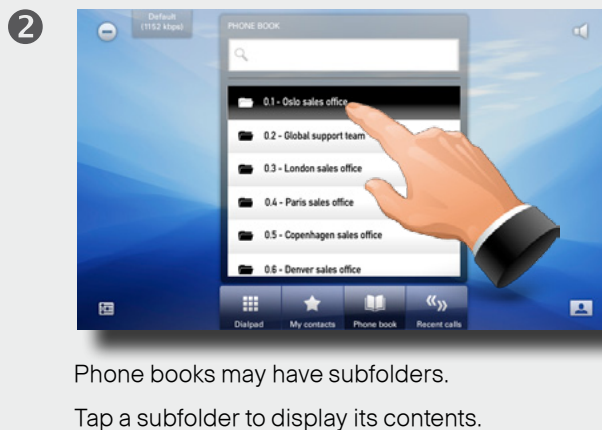 2
Default
(1152 kbps)
PHONE BOOK
0.1 - Oslo sales office
0.2 - Global support team
0.3 - London sales office
0.4 - Paris sales office
0.5 - Copenhagen sales office
0.6 - Denver sales office
Dialpad My contacts Phone book Recent calls
Phone books may have subfolders.
Tap a subfolder to display its contents.